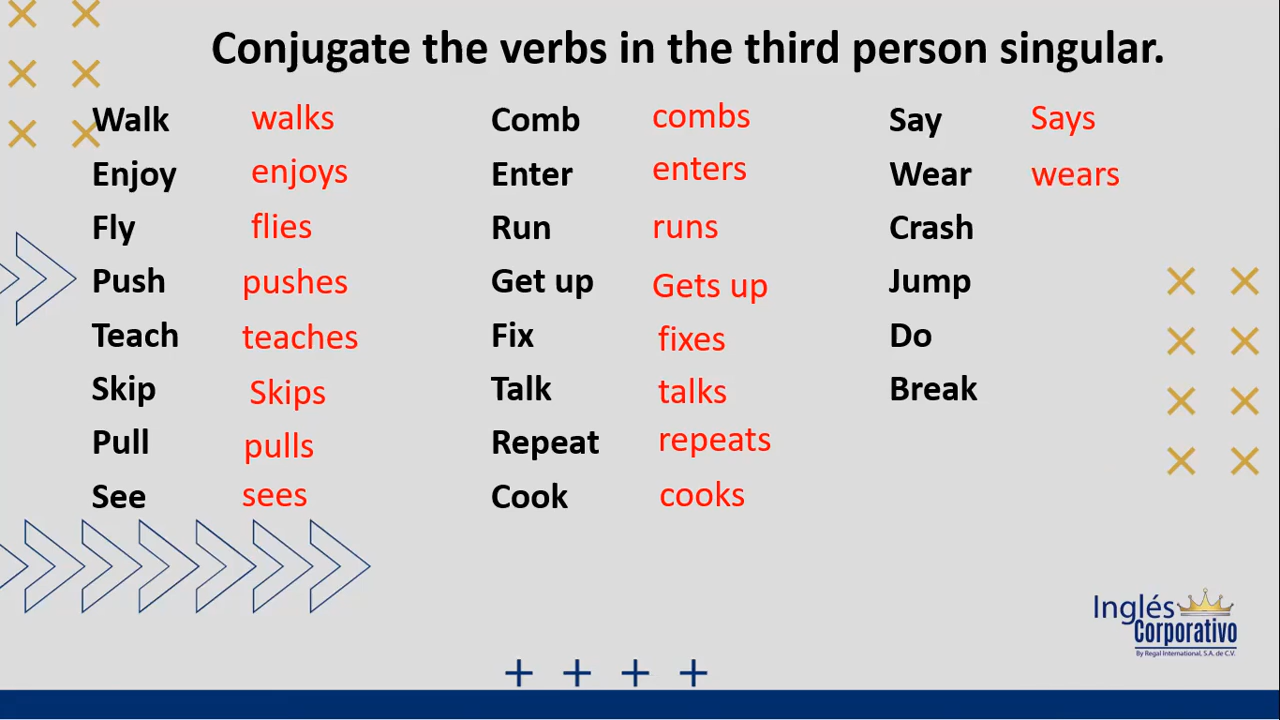 Conjugate the verbs in the third person singular.
Walk walks
Enjoy enjoys
Fly flies
Push pushes
Teach teaches
Skip Skips
Pull pulls
See sees
Comb combs
Enter enters
Run runs
Get up Gets up
Fix fixes
Talk talks
Repeat repeats
Cook cooks
Say Says
Wear wears
Crash
Jump
Do
Break
Inglés
Corporativo
By Regal International, S.A. de C.V.